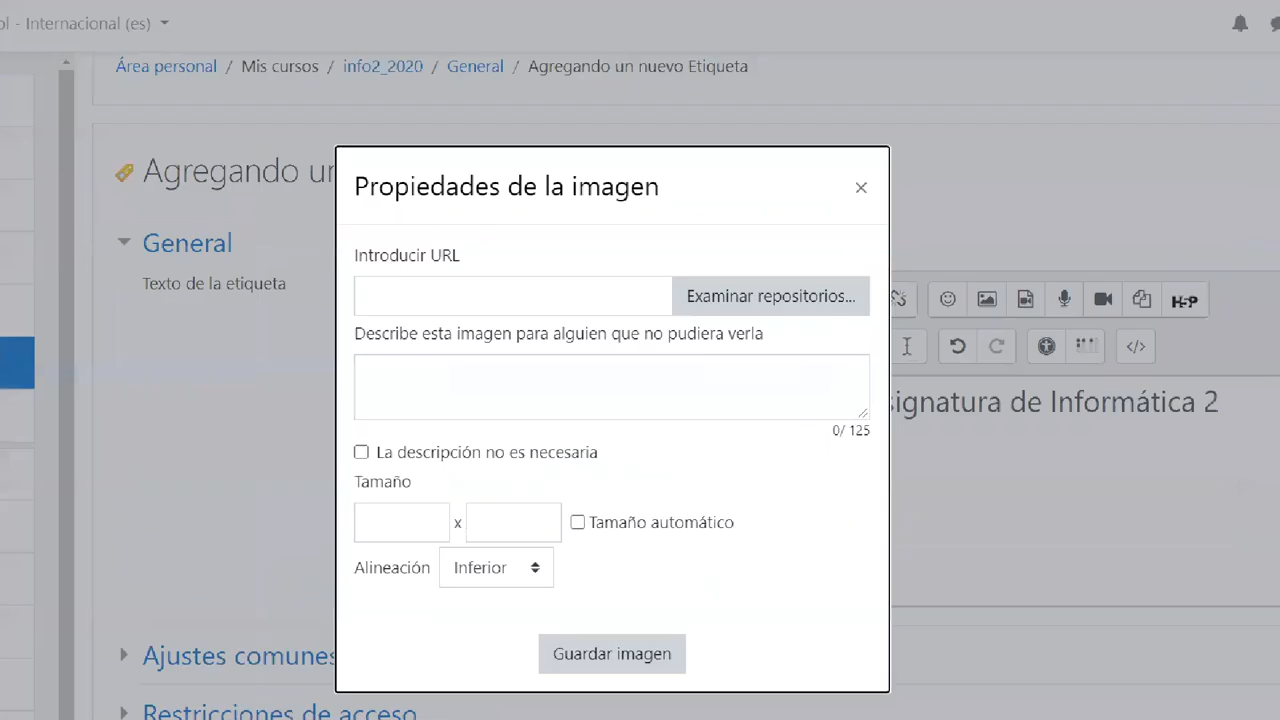 - Internacional (es)
Área personal / Mis cursos / info2_2020 / General / Agregando un nuevo Etiqueta
Agregando
General
Texto de la etiqueta
Propiedades de la imagen
Introducir URL
Examinar repositorios...
Describe esta imagen para alguien que no pudiera verla
0/ 125
La descripción no es necesaria
Tamaño
x
Tamaño automático
Alineación
Inferior
Guardar imagen
H5P
de Informática 2
Ajustes comunes
Restricciones de acceso